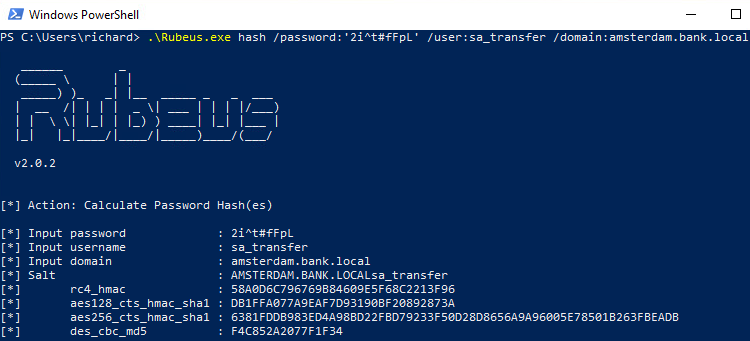 Windows PowerShell
PS C:\Users\richard> .\Rubeus.exe hash /password:'2i^t#fFpL' /user:sa_transfer /domain:amsterdam.bank.local
Rubeus
v2.0.2
[*] Action: Calculate Password Hash(es)
[*] Input password : 2i^t#fFpL
[*] Input username : sa_transfer
[*] Input domain : amsterdam.bank.local
[*] Salt : AMSTERDAM.BANK.LOCALsa_transfer
[*] rc4_hmac : 58A0D6C796769B84609E5F68C2213F96
[*] aes128_cts_hmac_sha1 : DB1FFA077A9EAF7D93190BF20892873A
[*] aes256_cts_hmac_sha1 : 6381FDDB983ED4A98BD22FBD79233F50D28D8656A9A96005E78501B263FBEADB
[*] des_cbc_md5 : F4C852A2077F1F34